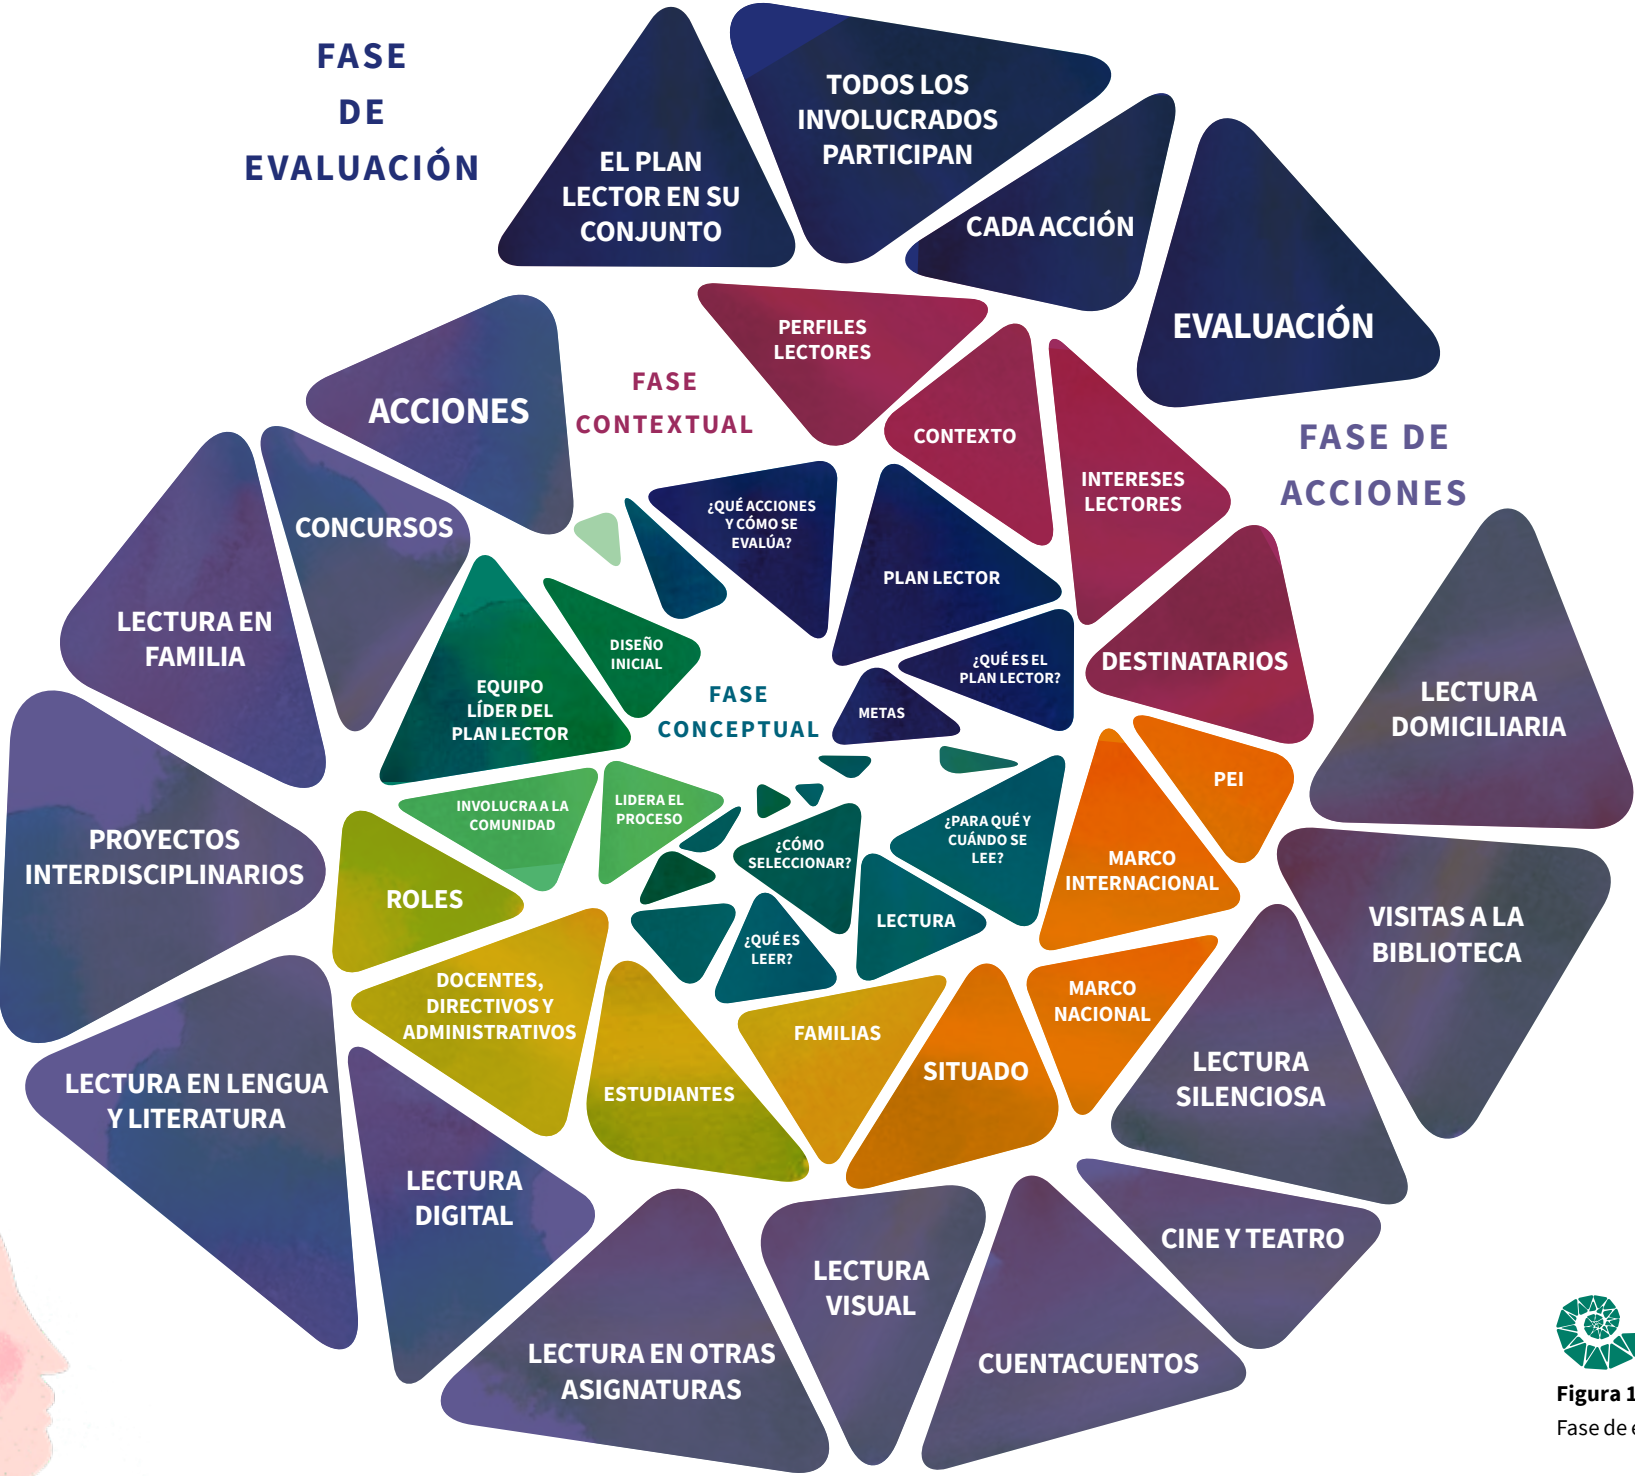 FASE
DE
EVALUACIÓN
EL PLAN
LECTOR EN SU
CONJUNTO
TODOS LOS
INVOLUCRADOS
PARTICIPAN
CADA ACCIÓN
EVALUACIÓN
FASE DE
ACCIONES
ACCIONES
FASE
CONTEXTUAL
PERFILES
LECTORES
CONTEXTO
INTERESES
LECTORES
DESTINATARIOS
CONCURSOS
LECTURA EN
FAMILIA
PROYECTOS
INTERDISCIPLINARIOS
LECTURA EN LENGUA
Y LITERATURA
LECTURA
DIGITAL
LECTURA EN OTRAS
ASIGNATURAS
LECTURA
VISUAL
CUENTACUENTOS
CINE Y TEATRO
LECTURA
SILENCIOSA
VISITAS A LA
BIBLIOTECA
LECTURA
DOMICILIARIA
¿QUÉ ACCIONES
Y CÓMO SE
EVALÚA?
PLAN LECTOR
¿QUÉ ES EL
PLAN LECTOR?
METAS
FASE
CONCEPTUAL
DISEÑO
INICIAL
EQUIPO
LÍDER DEL
PLAN LECTOR
INVOLUCRA A LA
COMUNIDAD
LIDERA EL
PROCESO
ROLES
DOCENTES,
DIRECTIVOS Y
ADMINISTRATIVOS
ESTUDIANTES
FAMILIAS
SITUADO
MARCO
NACIONAL
MARCO
INTERNACIONAL
PEI
¿PARA QUÉ Y
CUÁNDO SE
LEE?
LECTURA
¿CÓMO
SELECCIONAR?
¿QUÉ ES
LEER?
Figura 1
Fase de e